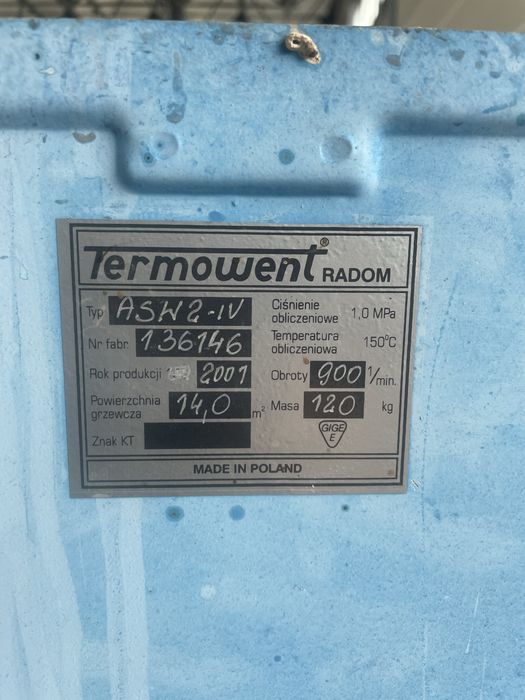 Termowent® RADOM
Typ ASW2-IV Ciśnienie obliczeniowe 1,0 MPa
Nr fabr. 136146 Temperatura obliczeniowa 150°C
Rok produkcji 2001 Obroty 900 1/min.
Powierzchnia grzewcza 14,0 m² Masa 120 kg
Znak KT GIGE E
MADE IN POLAND